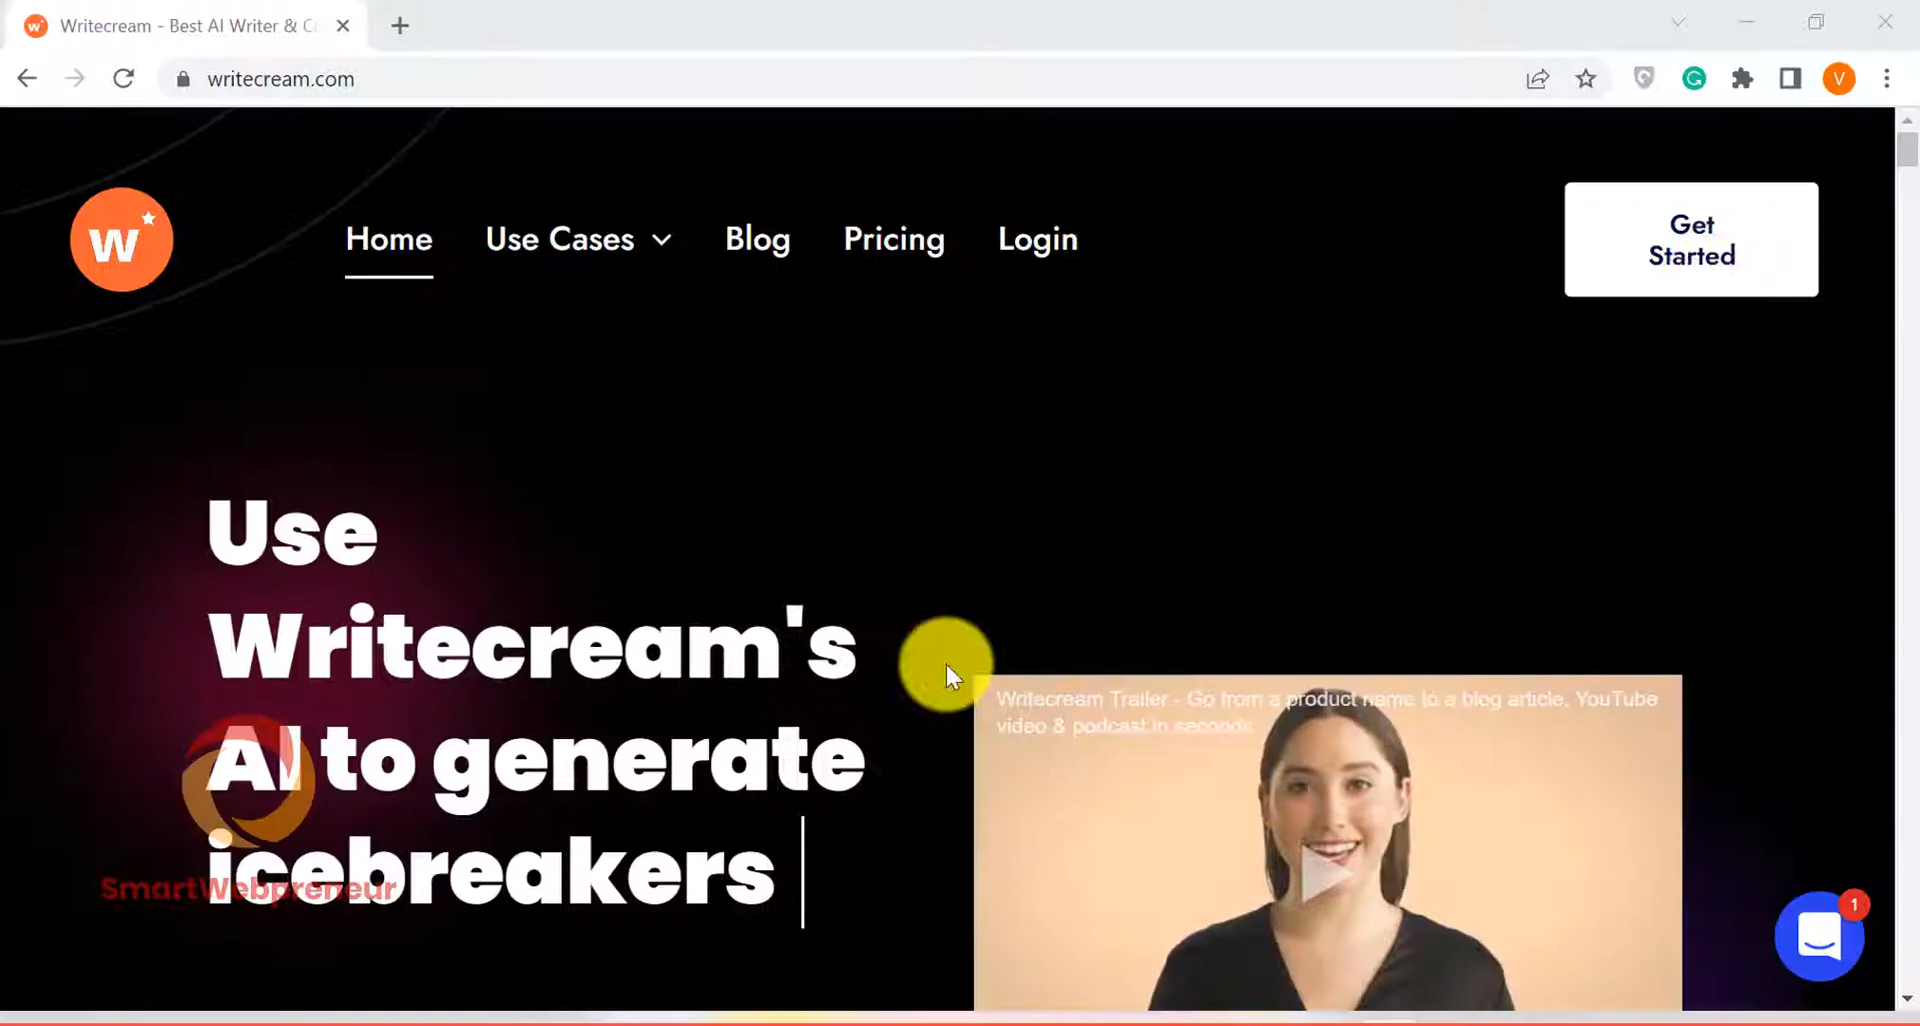 Writecream - Best AI Writer & C
writecream.com
V
w
Home
Use Cases
Blog
Pricing
Login
Get
Started
Use
Writecream's
AI to generate
icebreakers
SmartWebpreneur
Writecream Trailer - Go from a product name to a blog article, YouTube
video & podcast in seconds
1